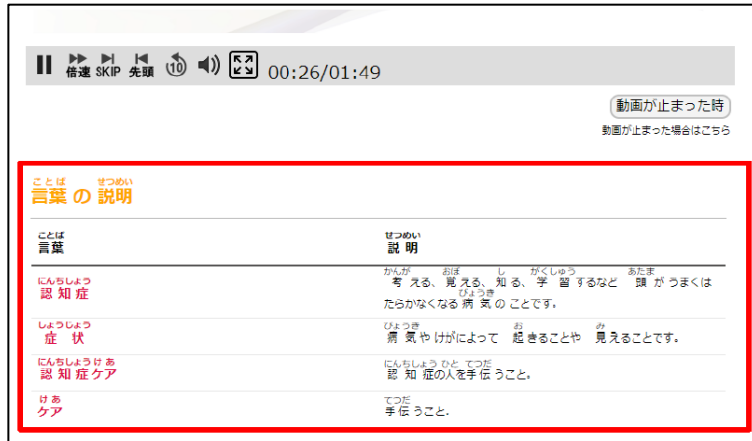 倍速 SKIP 先頭 10 00:26/01:49
動画が止まった時
動画が止まった場合はこちら
ことば せつめい
言葉 の 説明
ことば せつめい
言葉 説明
かんが おぼ し がくしゅう あたま
にんちしょう 考える、覚える、知る、学習するなど 頭がうまくは
認知症 びょうき
たらかなくなる病気のことです。
しょうじょう びょうき お み
症状 病気やけがによって 起きることや 見えることです。
にんちしょうけあ にんちしょう ひと てつだ
認知症ケア 認知症の人を手伝うこと。
けあ てつだ
ケア 手伝うこと.